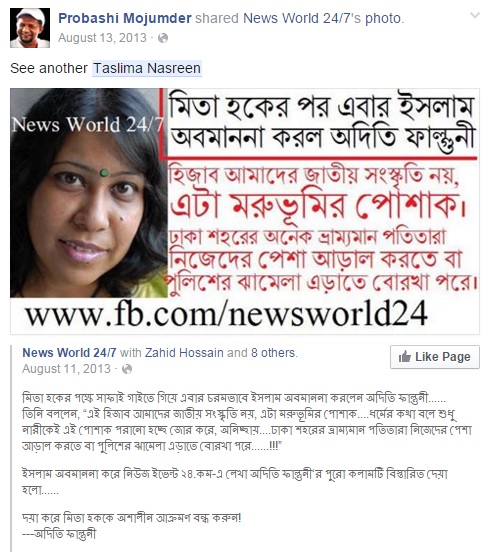 Probashi Mojumder shared News World 24/7's photo.
August 13, 2013 ·
See another Taslima Nasreen
News World 24/7
মিতা হকের পর এবার ইসলাম
অবমাননা করল অদিতি ফাল্গুনী
হিজাব আমাদের জাতীয় সংস্কৃতি নয়,
এটা মরুভূমির পোশাক।
ঢাকা শহরের অনেক ভ্রাম্যমান পতিতারা
নিজেদের পেশা আড়াল করতে বা
পুলিশের ঝামেলা এড়াতে বোরখা পরে।
www.fb.com/newsworld24
News World 24/7 with Zahid Hossain and 8 others.
August 11, 2013 ·
Like Page
মিতা হকের পক্ষে সাফাই গাইতে গিয়ে এবার চরমভাবে ইসলাম অবমাননা করলেন অদিতি ফাল্গুনী......
তিনি বললেন, “এই হিজাব আমাদের জাতীয় সংস্কৃতি নয়, এটা মরুভূমির পোশাক....ধর্মের কথা বলে শুধু
নারীকেই এই পোশাক পরানো হচ্ছে জোর করে, অনিচ্ছায়....ঢাকা শহরের ভ্রাম্যমান পতিতারা নিজেদের পেশা
আড়াল করতে বা পুলিশের ঝামেলা এড়াতে বোরখা পরে......!!!”
ইসলাম অবমাননা করে নিউজ ইভেন্ট ২৪.কম-এ লেখা অদিতি ফাল্গুনী'র পুরো কলামটি বিস্তারিত দেয়া
হলো......
দয়া করে মিতা হককে অশালীন আক্রমণ বন্ধ করুন!
---অদিতি ফাল্গুনী